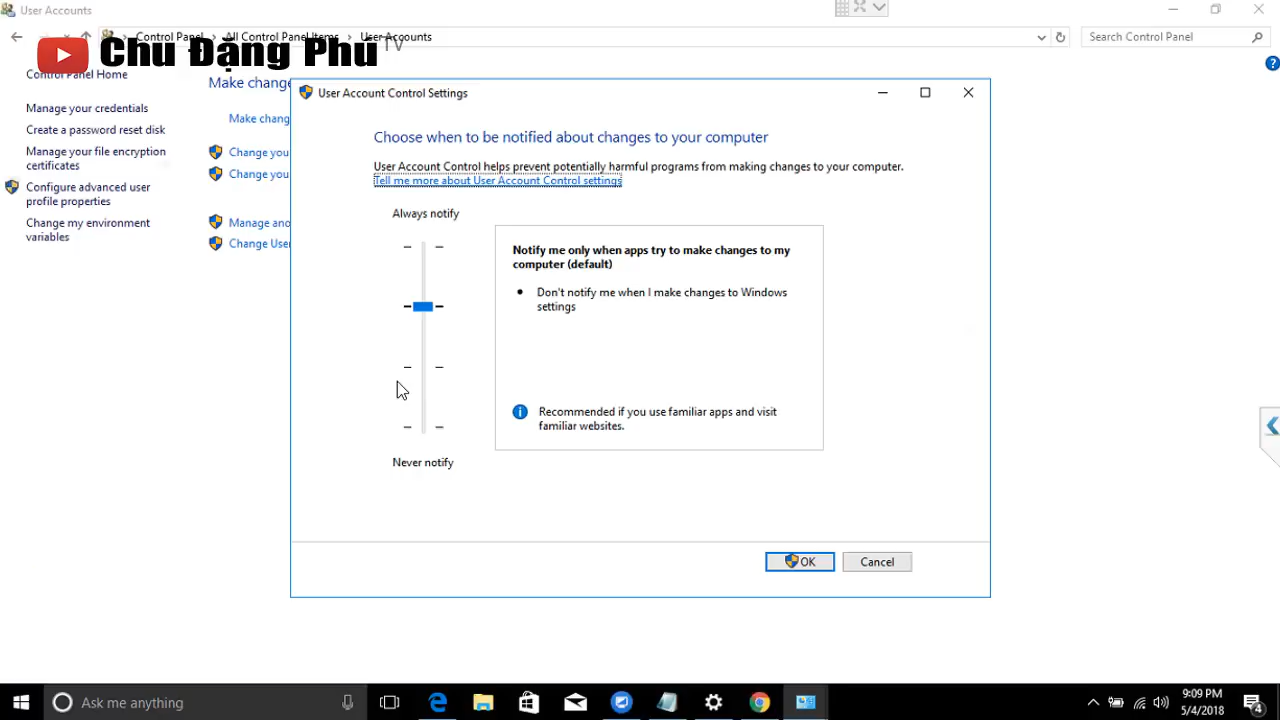 User Accounts
Control Panel
All Control Panel Items
User Accounts
Search Control Panel
Chu Đặng Phú TV
Control Panel Home
Manage your credentials
Create a password reset disk
Manage your file encryption
certificates
Configure advanced user
profile properties
Change my environment
variables
Make change
Make chang
Change you
Change you
Manage ano
Change User
User Account Control Settings
Choose when to be notified about changes to your computer
User Account Control helps prevent potentially harmful programs from making changes to your computer.
Tell me more about User Account Control settings
Always notify
Notify me only when apps try to make changes to my
computer (default)
Don't notify me when I make changes to Windows
settings
Recommended if you use familiar apps and visit
familiar websites.
Never notify
OK
Cancel
Ask me anything
9:09 PM
5/4/2018
4